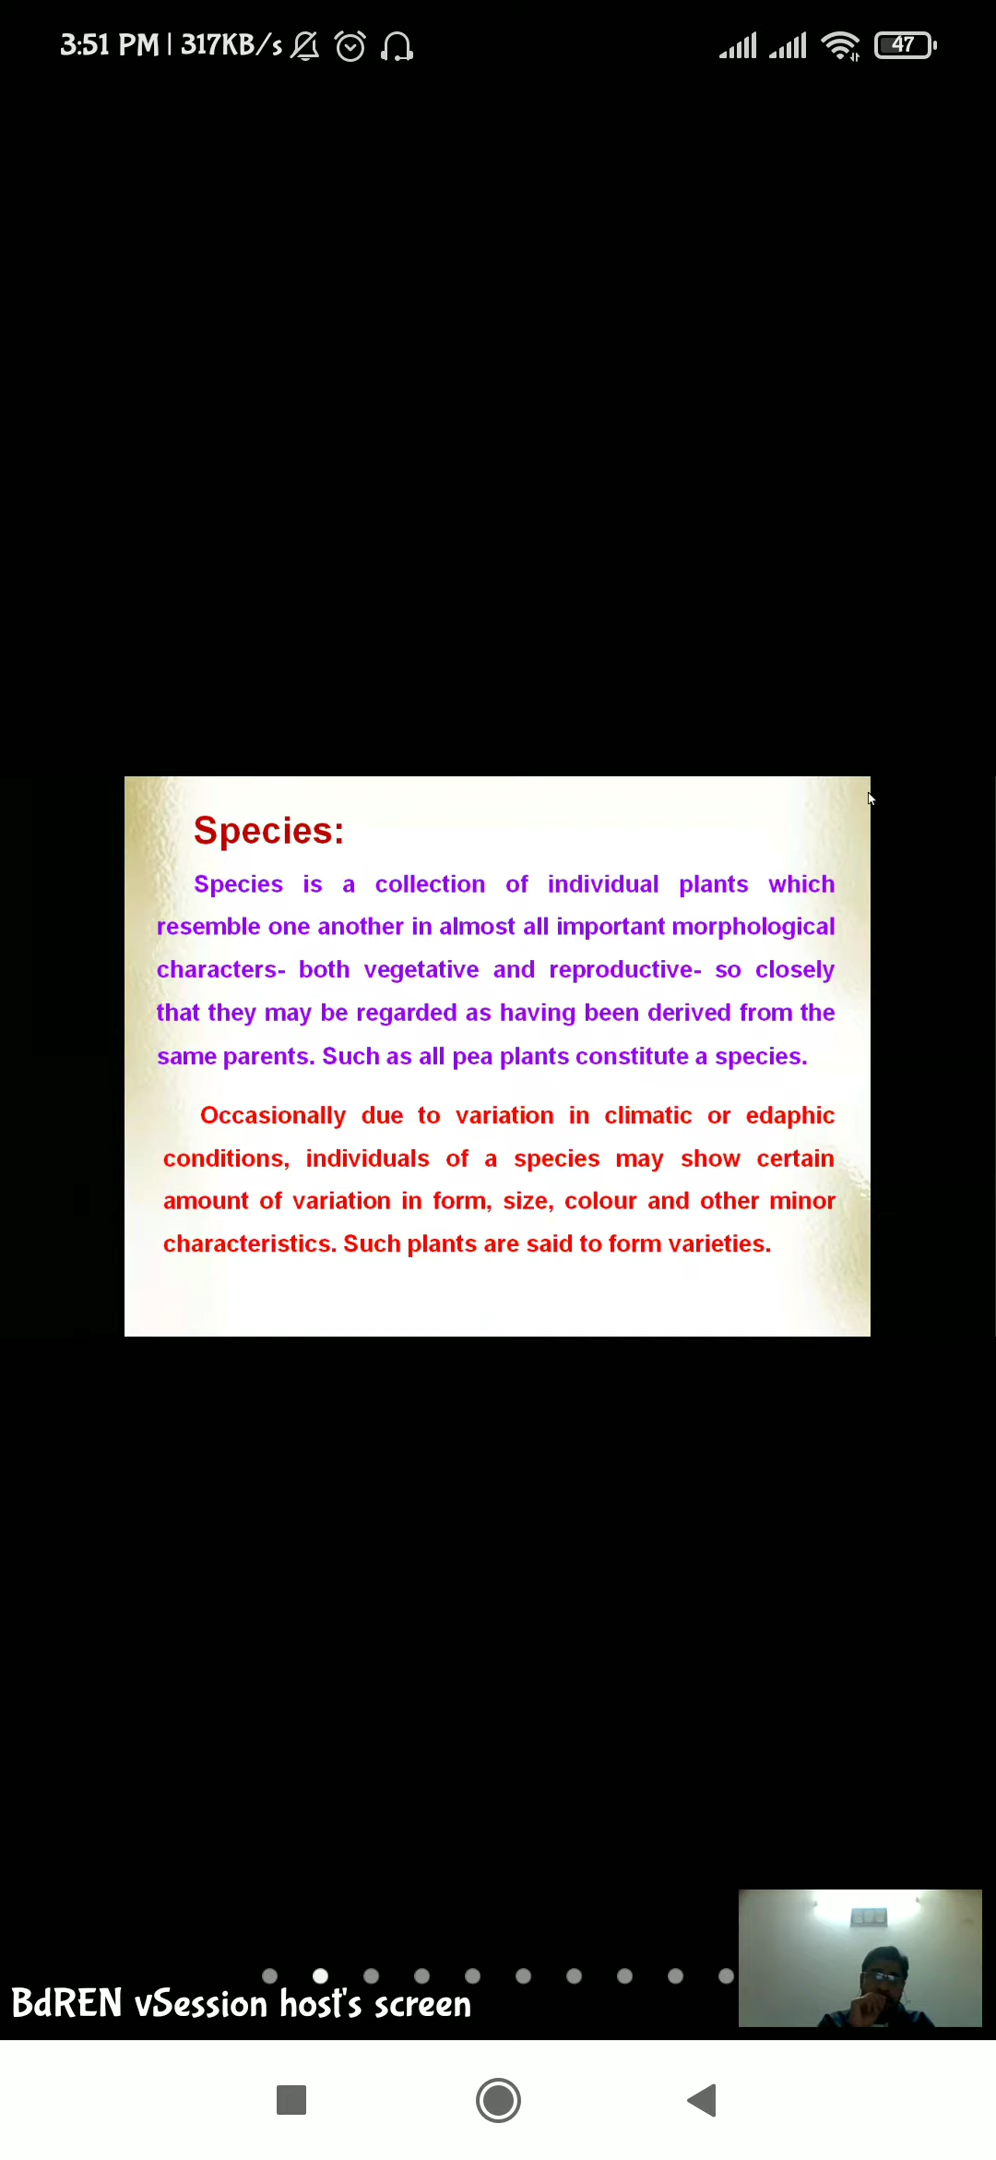 3:51 PM | 317KB/s 47
Species:
Species is a collection of individual plants which
resemble one another in almost all important morphological
characters- both vegetative and reproductive- so closely
that they may be regarded as having been derived from the
same parents. Such as all pea plants constitute a species.
Occasionally due to variation in climatic or edaphic
conditions, individuals of a species may show certain
amount of variation in form, size, colour and other minor
characteristics. Such plants are said to form varieties.
BdREN vSession host's screen